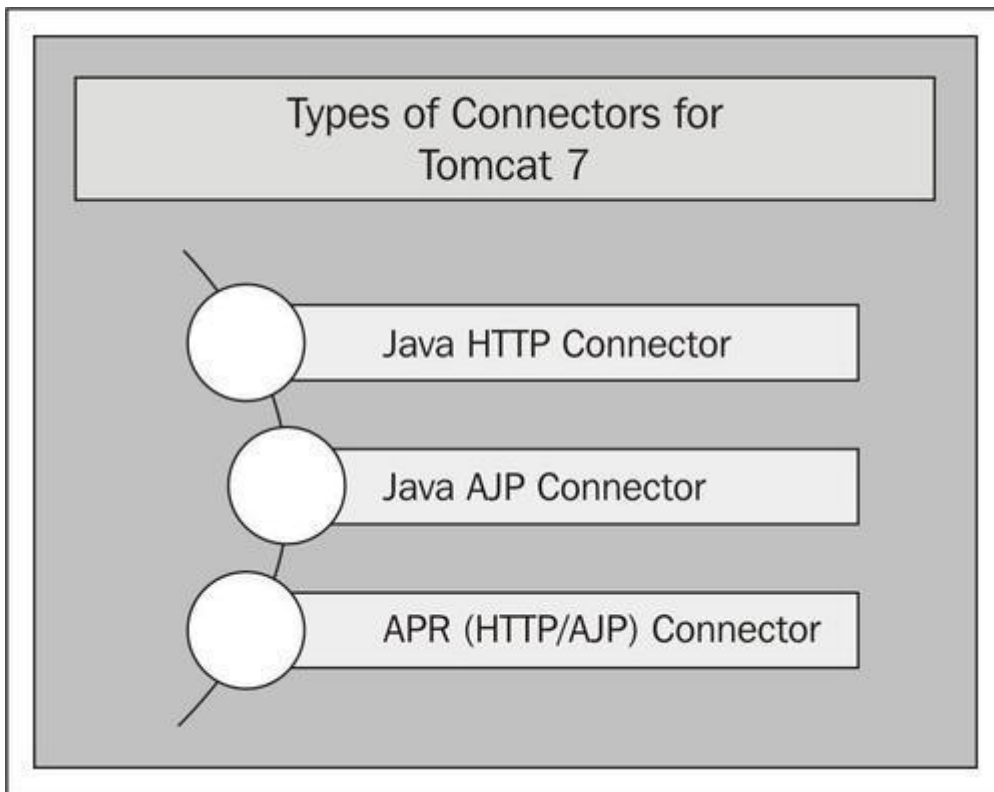 Types of Connectors for
Tomcat 7
Java HTTP Connector
Java AJP Connector
APR (HTTP/AJP) Connector